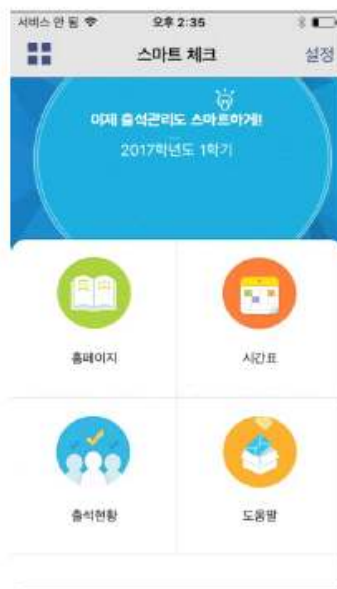 서비스 안 됨 오후 2:35
스마트 체크 설정
이제 출석관리도 스마트하게!!
2017학년도 1학기
홈페이지 시간표
출석현황 도움말